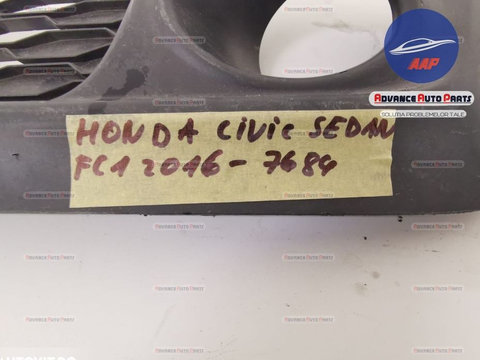 AAP
ADVANCE AUTO PARTS
SOLUTIA PROBLEMELOR TALE
HONDA CIVIC SEDAN
FC1 2016 - 7684